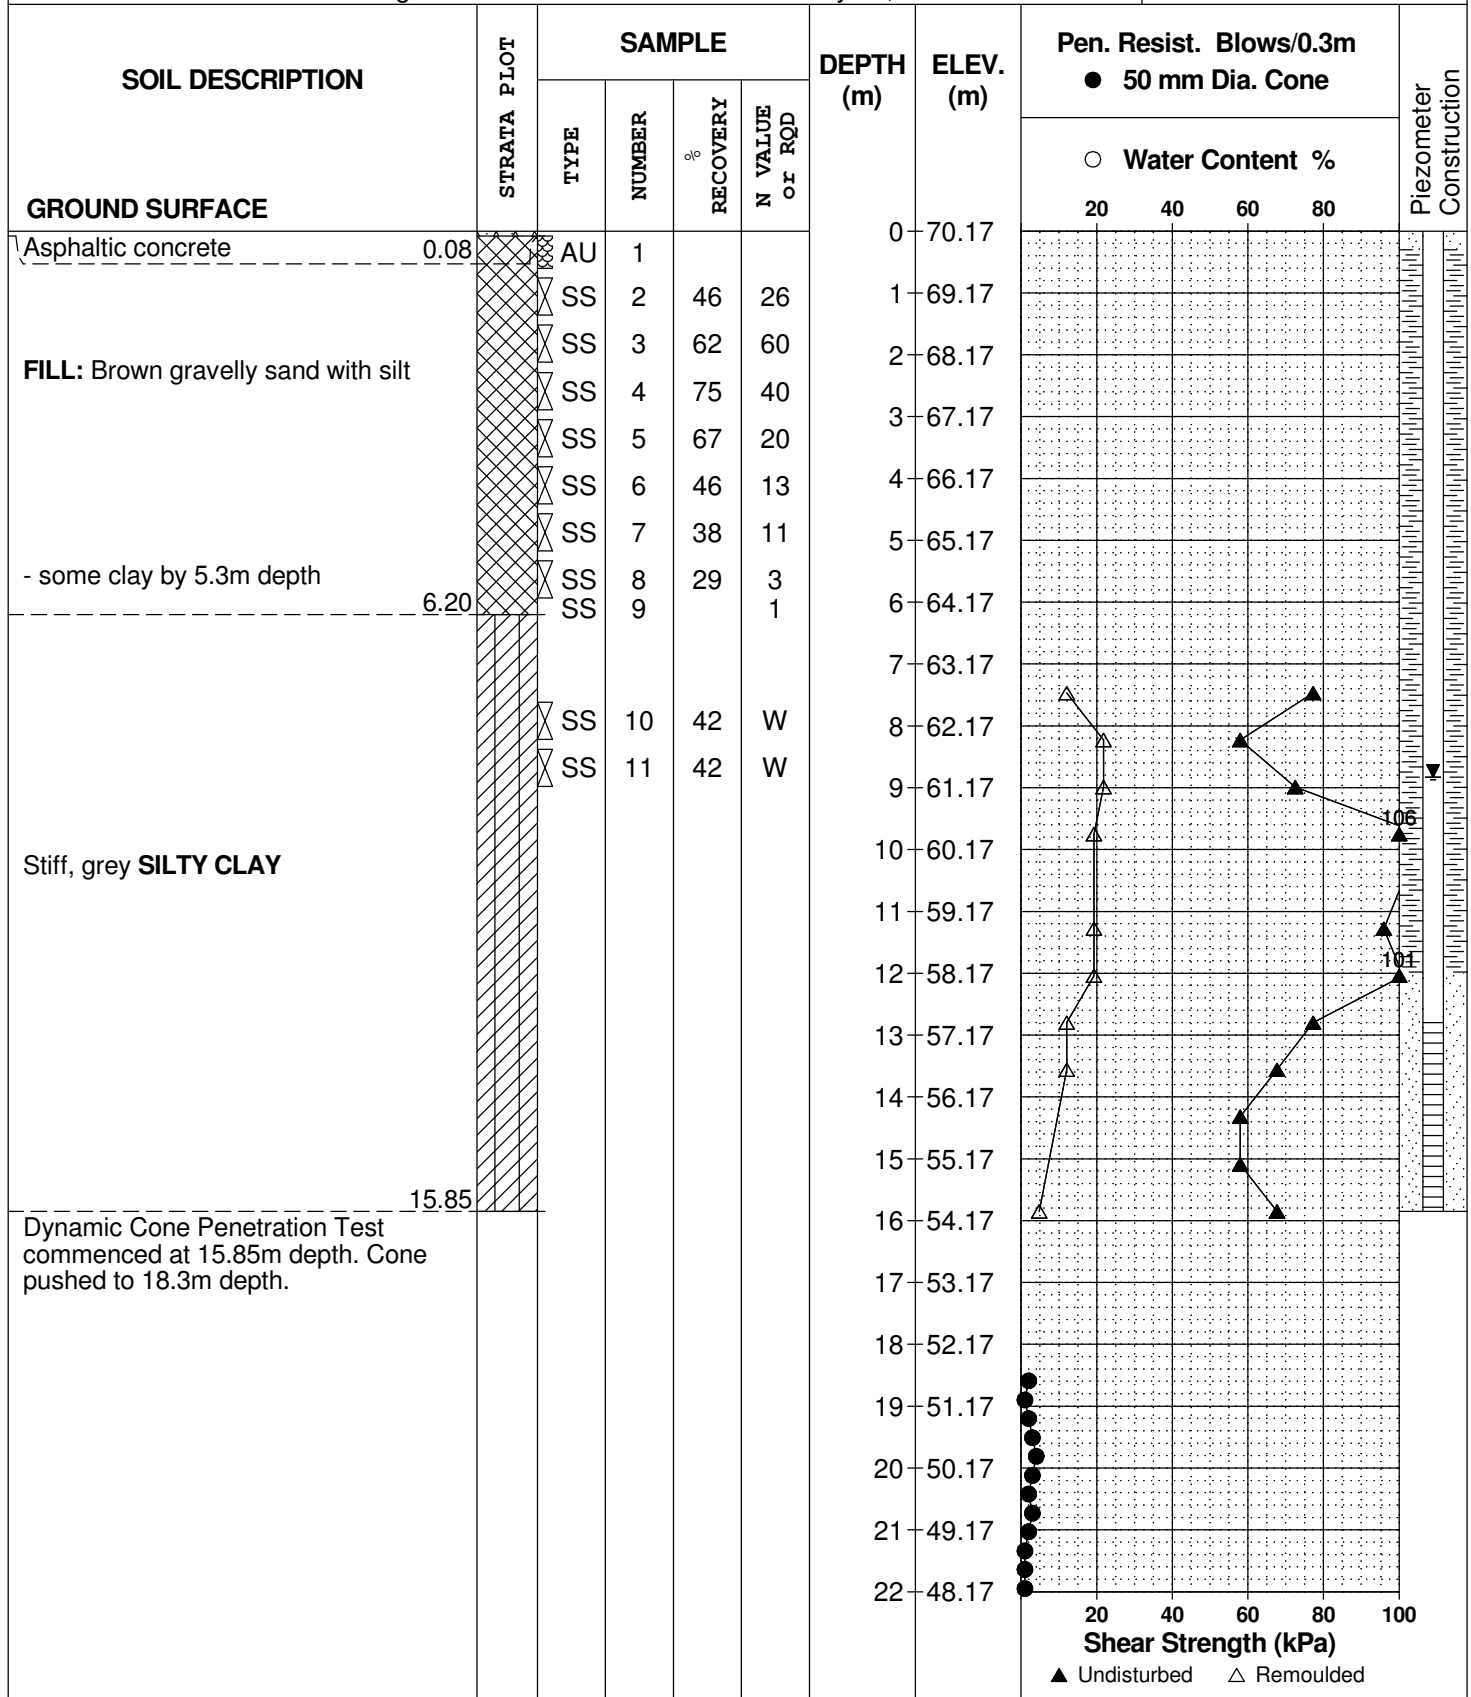 SOIL DESCRIPTION
GROUND SURFACE
STRATA PLOT
SAMPLE
TYPE
NUMBER
% RECOVERY
N VALUE or RQD
DEPTH (m)
ELEV. (m)
Pen. Resist. Blows/0.3m
● 50 mm Dia. Cone
○ Water Content %
20 40 60 80
Piezometer Construction
0 70.17
Asphaltic concrete 0.08
AU 1
SS 2 46 26
1 69.17
SS 3 62 60
2 68.17
FILL: Brown gravelly sand with silt
SS 4 75 40
3 67.17
SS 5 67 20
4 66.17
SS 6 46 13
SS 7 38 11
5 65.17
- some clay by 5.3m depth
SS 8 29 3
6.20
6 64.17
SS 9 1
7 63.17
SS 10 42 W
8 62.17
SS 11 42 W
9 61.17
106
10 60.17
Stiff, grey SILTY CLAY
11 59.17
101
12 58.17
13 57.17
14 56.17
15 55.17
15.85
16 54.17
Dynamic Cone Penetration Test
commenced at 15.85m depth. Cone
pushed to 18.3m depth.
17 53.17
18 52.17
19 51.17
20 50.17
21 49.17
22 48.17
20 40 60 80 100
Shear Strength (kPa)
▲ Undisturbed △ Remoulded